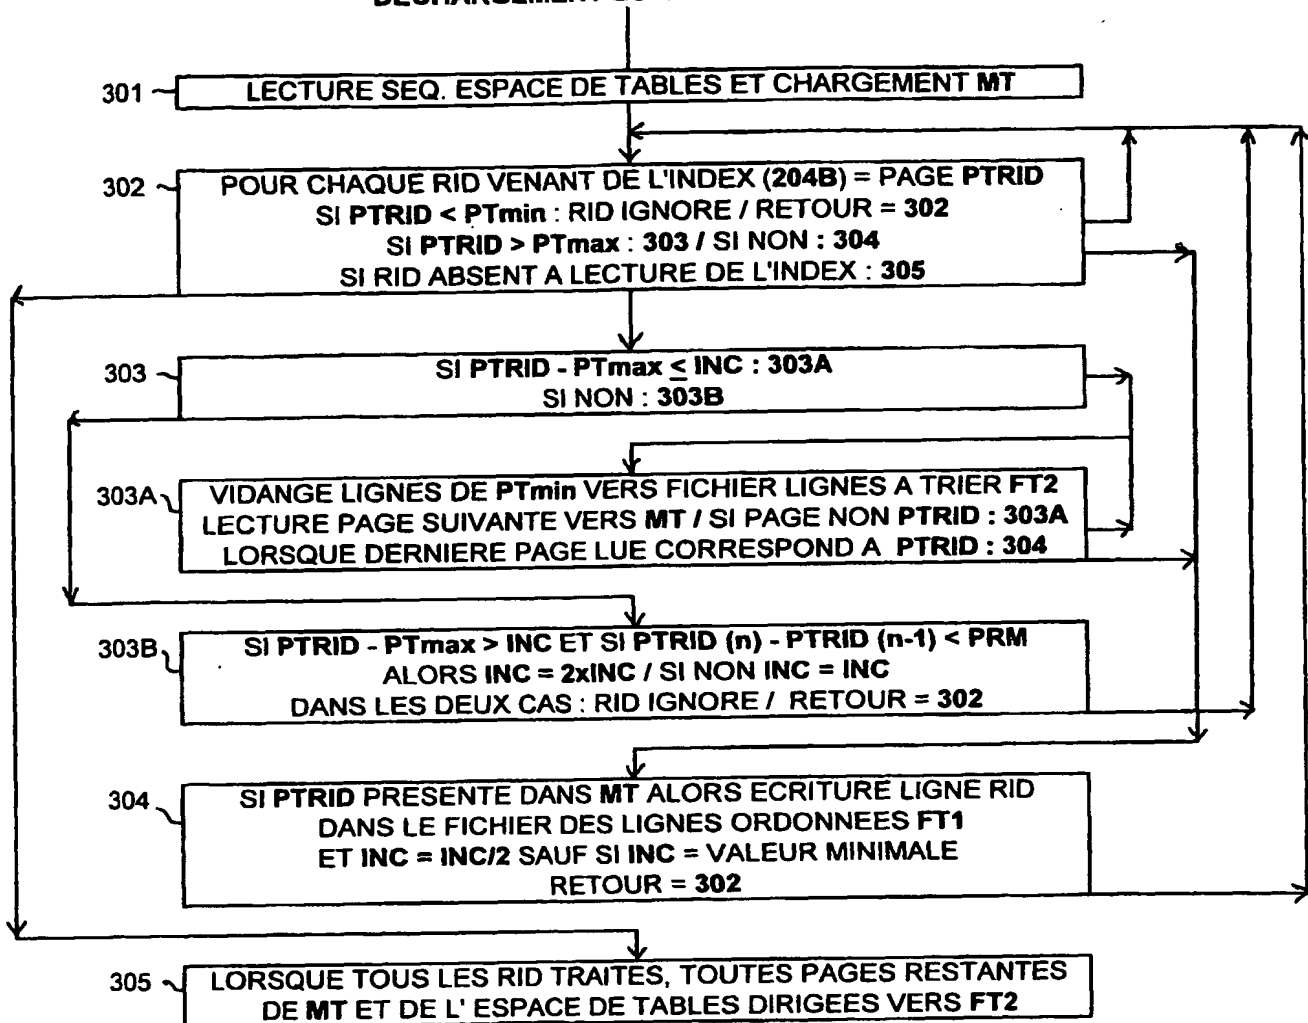 301
LECTURE SEQ. ESPACE DE TABLES ET CHARGEMENT MT
302
POUR CHAQUE RID VENANT DE L'INDEX (204B) = PAGE PTRID
SI PTRID < PTmin : RID IGNORE / RETOUR = 302
SI PTRID > PTmax : 303 / SI NON : 304
SI RID ABSENT A LECTURE DE L'INDEX : 305
303
SI PTRID - PTmax ≤ INC : 303A
SI NON : 303B
303A
VIDANGE LIGNES DE PTmin VERS FICHIER LIGNES A TRIER FT2
LECTURE PAGE SUIVANTE VERS MT / SI PAGE NON PTRID : 303A
LORSQUE DERNIERE PAGE LUE CORRESPOND A PTRID : 304
303B
SI PTRID - PTmax > INC ET SI PTRID (n) - PTRID (n-1) < PRM
ALORS INC = 2xINC / SI NON INC = INC
DANS LES DEUX CAS : RID IGNORE / RETOUR = 302
304
SI PTRID PRESENTE DANS MT ALORS ECRITURE LIGNE RID
DANS LE FICHIER DES LIGNES ORDONNEES FT1
ET INC = INC/2 SAUF SI INC = VALEUR MINIMALE
RETOUR = 302
305
LORSQUE TOUS LES RID TRAITES, TOUTES PAGES RESTANTES
DE MT ET DE L' ESPACE DE TABLES DIRIGEES VERS FT2